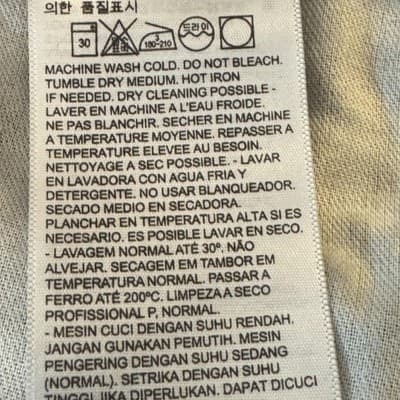 의한 품질표시
30 3 180-210 드라이
MACHINE WASH COLD. DO NOT BLEACH.
TUMBLE DRY MEDIUM. HOT IRON
IF NEEDED. DRY CLEANING POSSIBLE -
LAVER EN MACHINE A L'EAU FROIDE.
NE PAS BLANCHIR. SECHER EN MACHINE
A TEMPERATURE MOYENNE. REPASSER A
TEMPERATURE ELEVEE AU BESOIN.
NETTOYAGE A SEC POSSIBLE. - LAVAR
EN LAVADORA CON AGUA FRIA Y
DETERGENTE. NO USAR BLANQUEADOR.
SECADO MEDIO EN SECADORA.
PLANCHAR EN TEMPERATURA ALTA SI ES
NECESARIO. ES POSIBLE LAVAR EN SECO.
- LAVAGEM NORMAL ATÉ 30º. NÃO
ALVEJAR. SECAGEM EM TAMBOR EM
TEMPERATURA NORMAL. PASSAR A
FERRO ATÉ 200ºC. LIMPEZA A SECO
PROFISSIONAL P, NORMAL.
- MESIN CUCI DENGAN SUHU RENDAH.
JANGAN GUNAKAN PEMUTIH. MESIN
PENGERING DENGAN SUHU SEDANG
(NORMAL). SETRIKA DENGAN SUHU
TINGGI JIKA DIPERLUKAN. DAPAT DICUCI